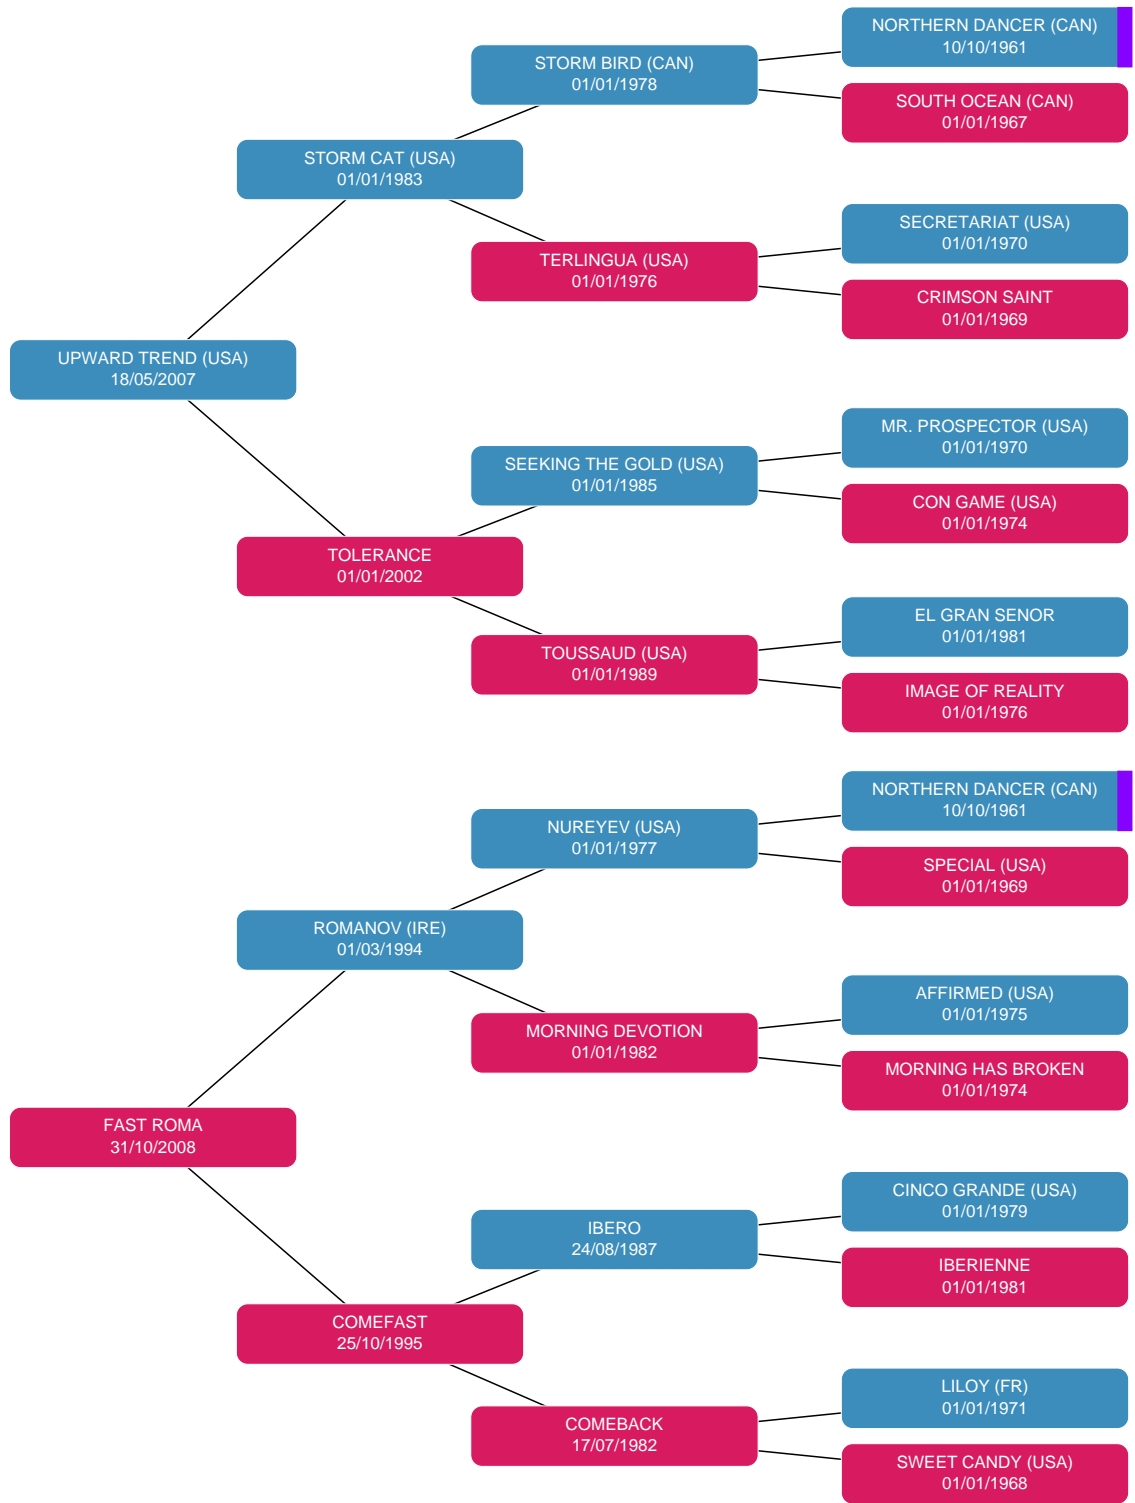 NORTHERN DANCER (CAN)
10/10/1961
STORM BIRD (CAN)
01/01/1978
SOUTH OCEAN (CAN)
01/01/1967
STORM CAT (USA)
01/01/1983
SECRETARIAT (USA)
01/01/1970
TERLINGUA (USA)
01/01/1976
CRIMSON SAINT
01/01/1969
UPWARD TREND (USA)
18/05/2007
MR. PROSPECTOR (USA)
01/01/1970
SEEKING THE GOLD (USA)
01/01/1985
CON GAME (USA)
01/01/1974
TOLERANCE
01/01/2002
EL GRAN SENOR
01/01/1981
TOUSSAUD (USA)
01/01/1989
IMAGE OF REALITY
01/01/1976
NORTHERN DANCER (CAN)
10/10/1961
NUREYEV (USA)
01/01/1977
SPECIAL (USA)
01/01/1969
ROMANOV (IRE)
01/03/1994
AFFIRMED (USA)
01/01/1975
MORNING DEVOTION
01/01/1982
MORNING HAS BROKEN
01/01/1974
FAST ROMA
31/10/2008
CINCO GRANDE (USA)
01/01/1979
IBERO
24/08/1987
IBERIENNE
01/01/1981
COMEFAST
25/10/1995
LILOY (FR)
01/01/1971
COMEBACK
17/07/1982
SWEET CANDY (USA)
01/01/1968